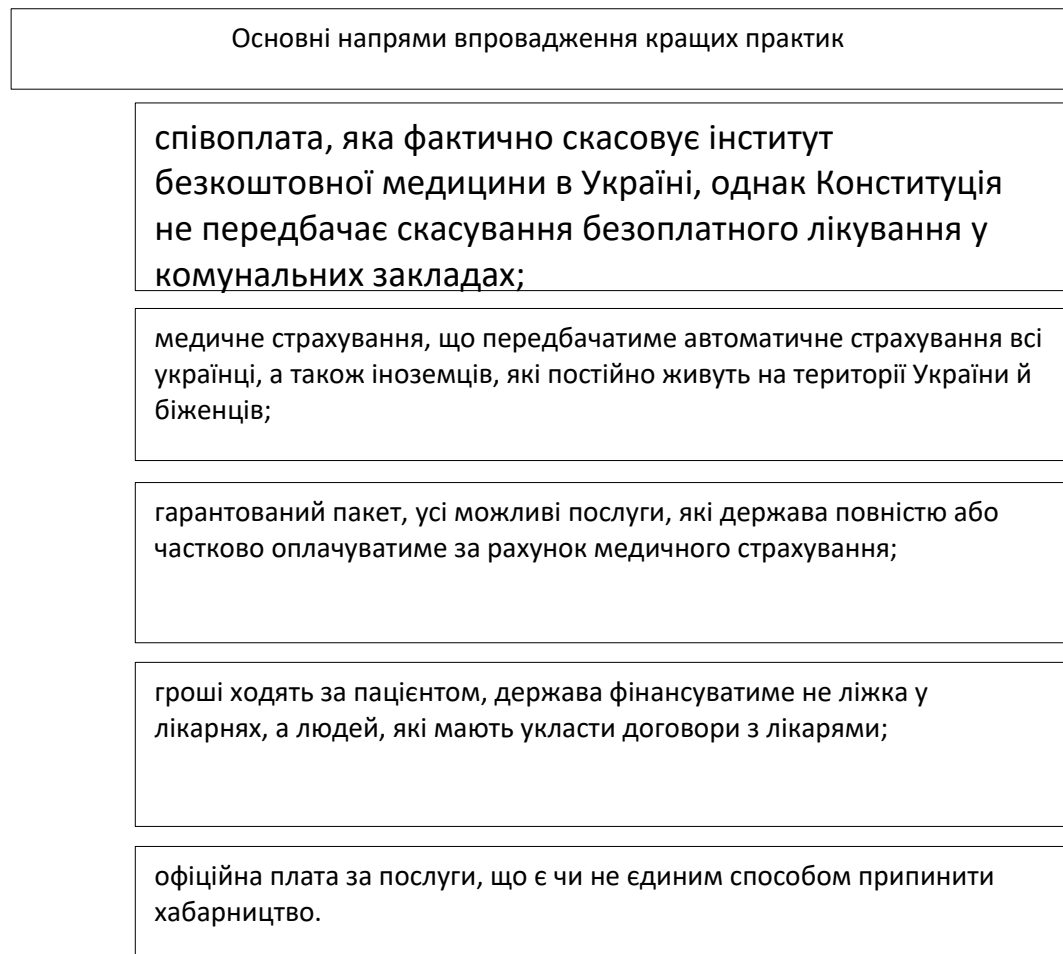 Основні напрями впровадження кращих практик
співоплата, яка фактично скасовує інститут
безкоштовної медицини в Україні, однак Конституція
не передбачає скасування безоплатного лікування у
комунальних закладах;
медичне страхування, що передбачатиме автоматичне страхування всі
українці, а також іноземців, які постійно живуть на території України й
біженців;
гарантований пакет, усі можливі послуги, які держава повністю або
частково оплачуватиме за рахунок медичного страхування;
гроші ходять за пацієнтом, держава фінансуватиме не ліжка у
лікарнях, а людей, які мають укласти договори з лікарями;
офіційна плата за послуги, що є чи не єдиним способом припинити
хабарництво.